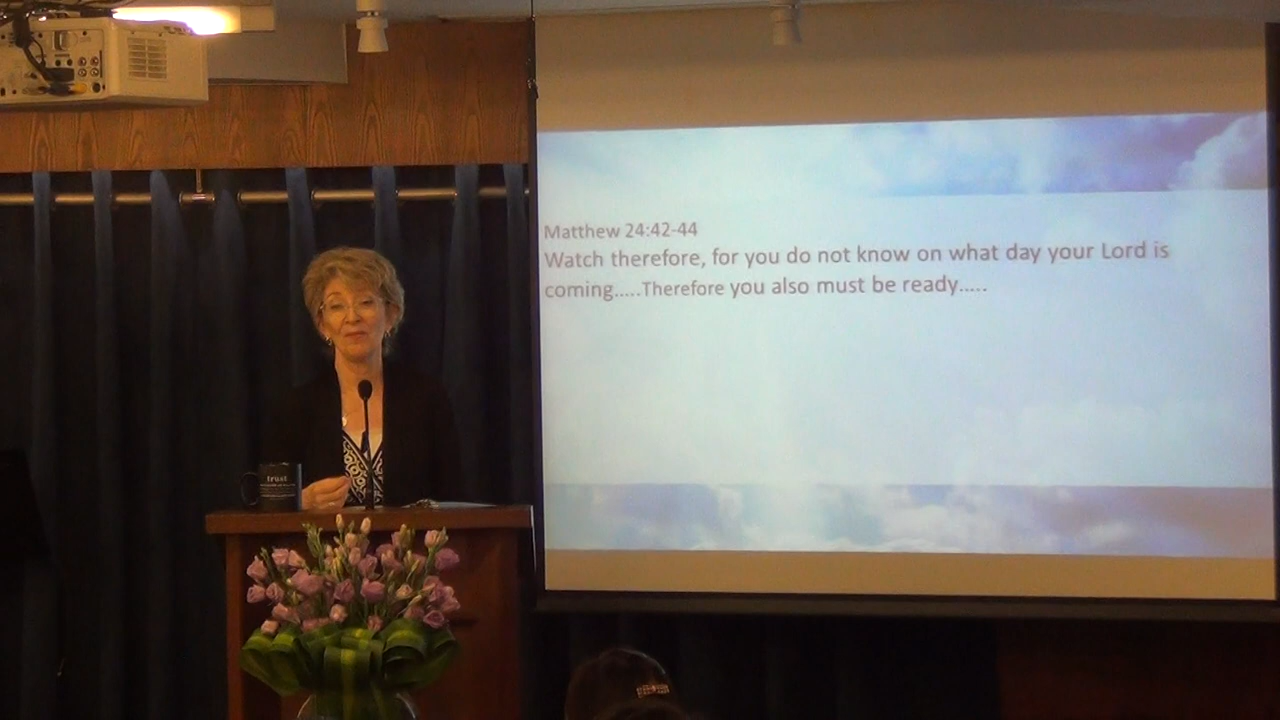 Matthew 24:42-44
Watch therefore, for you do not know on what day your Lord is
coming.....Therefore you also must be ready.....
trust